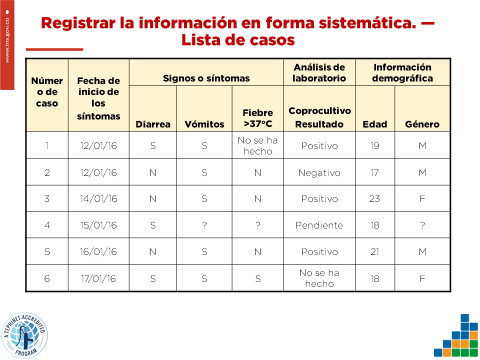 www.ins.gov.co
Registrar la información en forma sistemática. —
Lista de casos
Númer
o de
caso
Fecha de
inicio de
los
síntomas
Signos o síntomas
Análisis de
laboratorio
Información
demográfica
Diarrea
Vómitos
Fiebre
>37°C
Coprocultivo
Resultado
Edad
Género
1 12/01/16 S S No se ha
hecho Positivo 19 M
2 12/01/16 N S N Negativo 17 M
3 14/01/16 N S N Positivo 23 F
4 15/01/16 S ? ? Pendiente 18 ?
5 16/01/16 N S N Positivo 21 M
6 17/01/16 S S S No se ha
hecho 18 F
A TEPHINET-ACCREDITED
PROGRAM